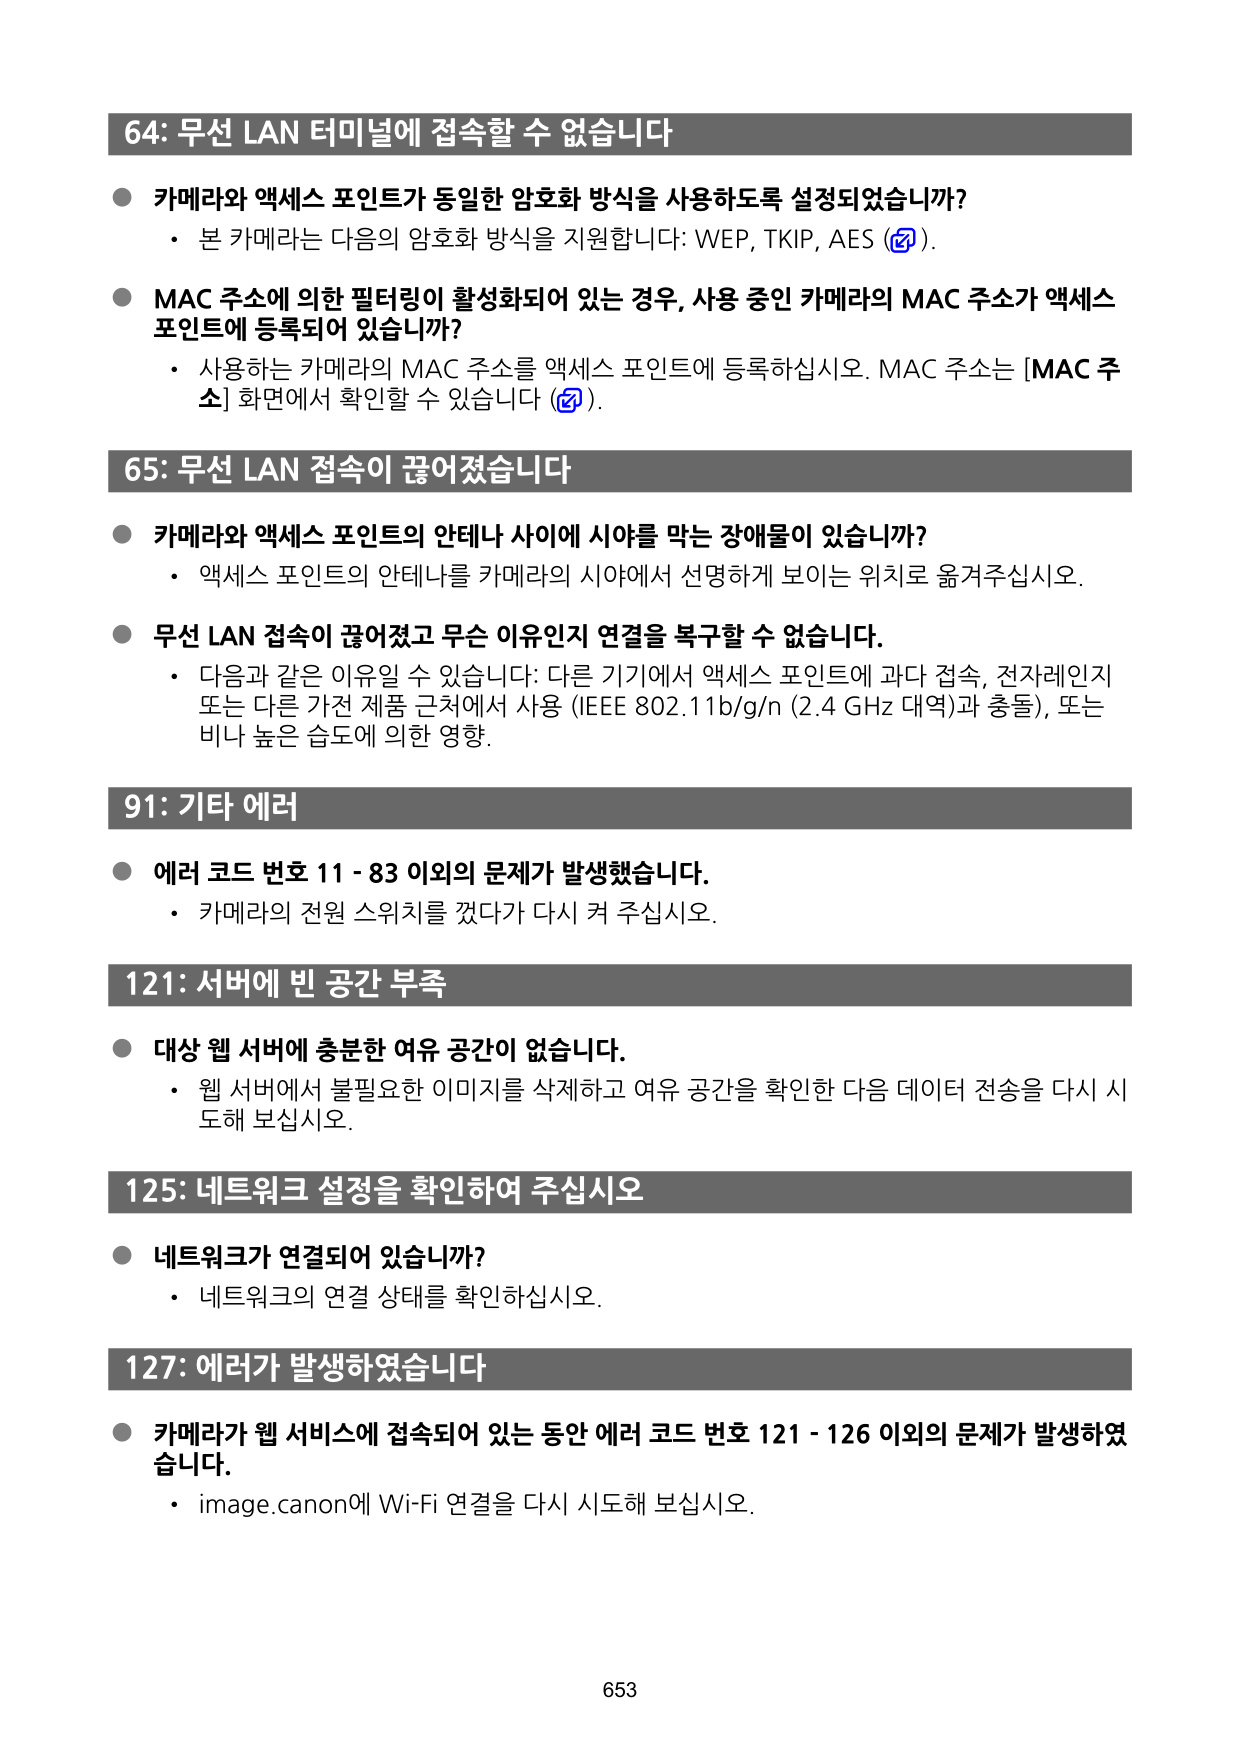 64: 무선 LAN 터미널에 접속할 수 없습니다
● 카메라와 액세스 포인트가 동일한 암호화 방식을 사용하도록 설정되었습니까?
• 본 카메라는 다음의 암호화 방식을 지원합니다: WEP, TKIP, AES ( ).
● MAC 주소에 의한 필터링이 활성화되어 있는 경우, 사용 중인 카메라의 MAC 주소가 액세스
포인트에 등록되어 있습니까?
• 사용하는 카메라의 MAC 주소를 액세스 포인트에 등록하십시오. MAC 주소는 [MAC 주
소] 화면에서 확인할 수 있습니다 ( ).
65: 무선 LAN 접속이 끊어졌습니다
● 카메라와 액세스 포인트의 안테나 사이에 시야를 막는 장애물이 있습니까?
• 액세스 포인트의 안테나를 카메라의 시야에서 선명하게 보이는 위치로 옮겨주십시오.
● 무선 LAN 접속이 끊어졌고 무슨 이유인지 연결을 복구할 수 없습니다.
• 다음과 같은 이유일 수 있습니다: 다른 기기에서 액세스 포인트에 과다 접속, 전자레인지
또는 다른 가전 제품 근처에서 사용 (IEEE 802.11b/g/n (2.4 GHz 대역)과 충돌), 또는
비나 높은 습도에 의한 영향.
91: 기타 에러
● 에러 코드 번호 11 - 83 이외의 문제가 발생했습니다.
• 카메라의 전원 스위치를 껐다가 다시 켜 주십시오.
121: 서버에 빈 공간 부족
● 대상 웹 서버에 충분한 여유 공간이 없습니다.
• 웹 서버에서 불필요한 이미지를 삭제하고 여유 공간을 확인한 다음 데이터 전송을 다시 시
도해 보십시오.
125: 네트워크 설정을 확인하여 주십시오
● 네트워크가 연결되어 있습니까?
• 네트워크의 연결 상태를 확인하십시오.
127: 에러가 발생하였습니다
● 카메라가 웹 서비스에 접속되어 있는 동안 에러 코드 번호 121 - 126 이외의 문제가 발생하였
습니다.
• image.canon에 Wi-Fi 연결을 다시 시도해 보십시오.
653